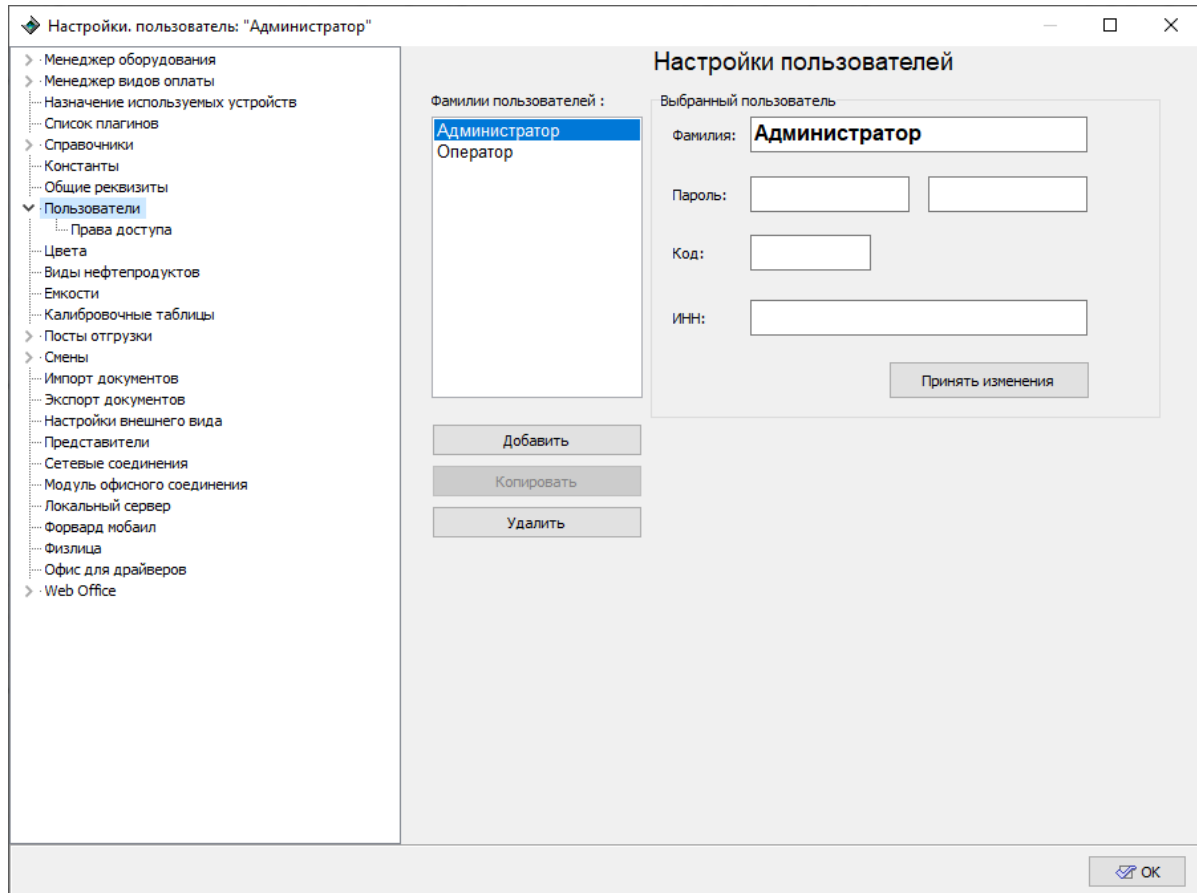 Настройки. пользователь: "Администратор"
Менеджер оборудования
Менеджер видов оплаты
Назначение используемых устройств
Список плагинов
Справочники
Константы
Общие реквизиты
Пользователи
Права доступа
Цвета
Виды нефтепродуктов
Емкости
Калибровочные таблицы
Посты отгрузки
Смены
Импорт документов
Экспорт документов
Настройки внешнего вида
Представители
Сетевые соединения
Модуль офисного соединения
Локальный сервер
Форвард мобаил
Физлица
Офис для драйверов
Web Office
Настройки пользователей
Фамилии пользователей :
Администратор
Оператор
Добавить
Копировать
Удалить
Выбранный пользователь
Фамилия: Администратор
Пароль:
Код:
ИНН:
Принять изменения
OK